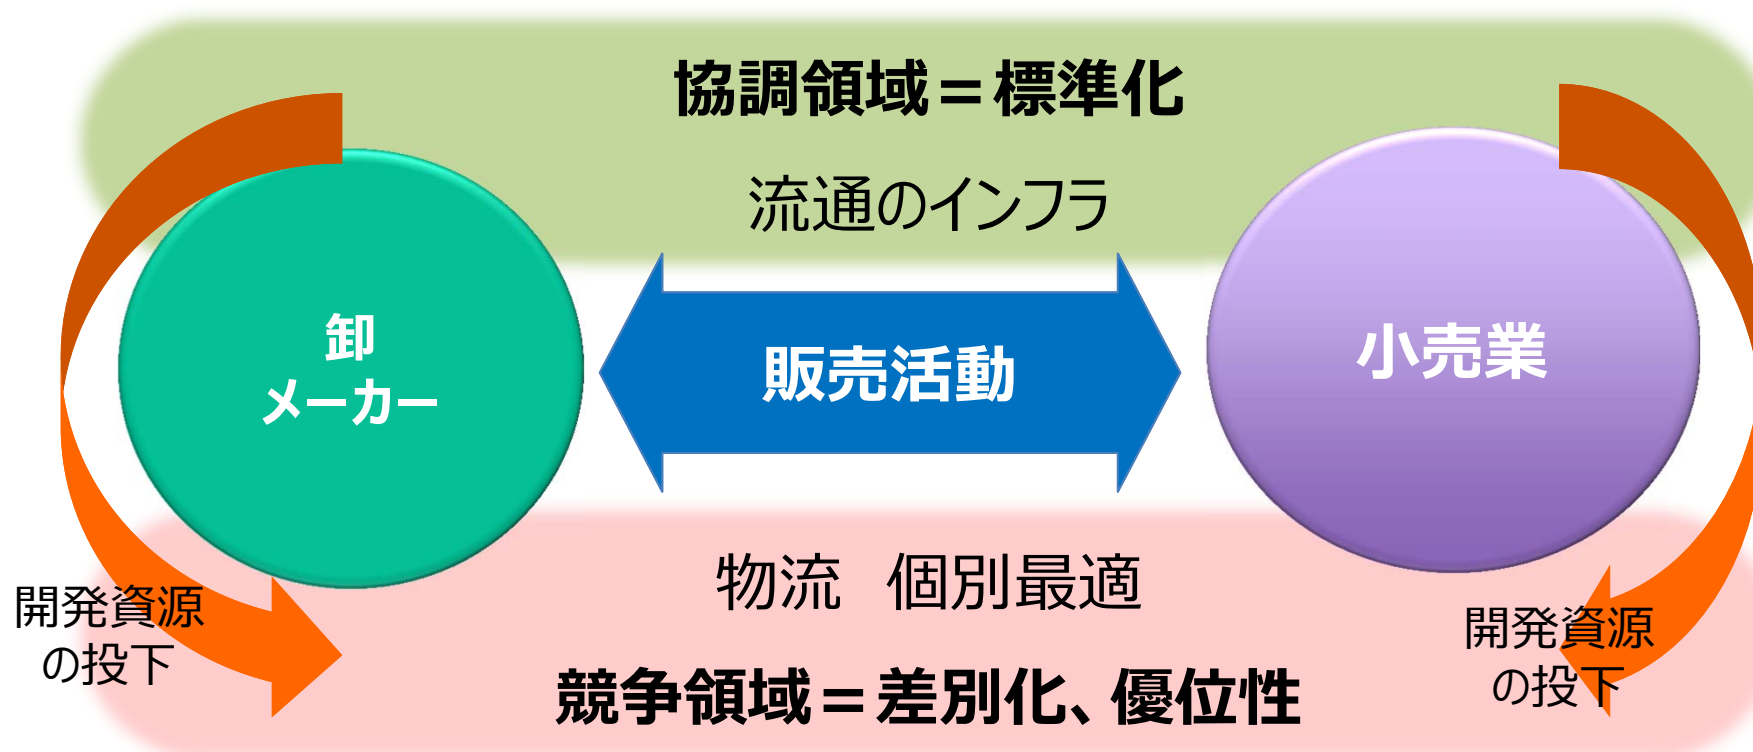 協調領域＝標準化
流通のインフラ
卸
メーカー
販売活動
小売業
物流　個別最適
開発資源
の投下
開発資源
の投下
競争領域＝差別化、優位性